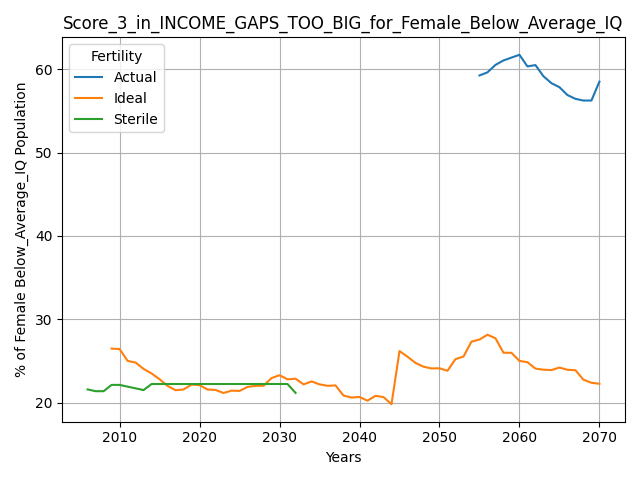 Score_3_in_INCOME_GAPS_TOO_BIG_for_Female_Below_Average_IQ
Fertility
Actual
Ideal
Sterile
% of Female Below_Average_IQ Population
60
50
40
30
20
2010 2020 2030 2040 2050 2060 2070
Years